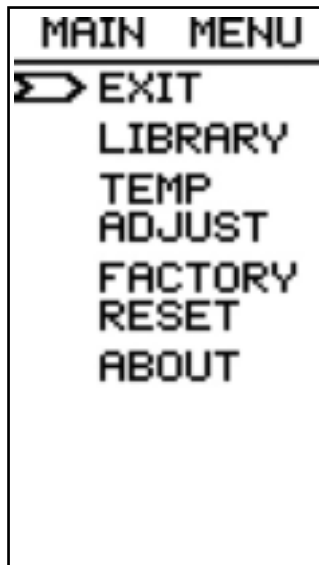 MAIN MENU
EXIT
LIBRARY
TEMP
ADJUST
FACTORY
RESET
ABOUT